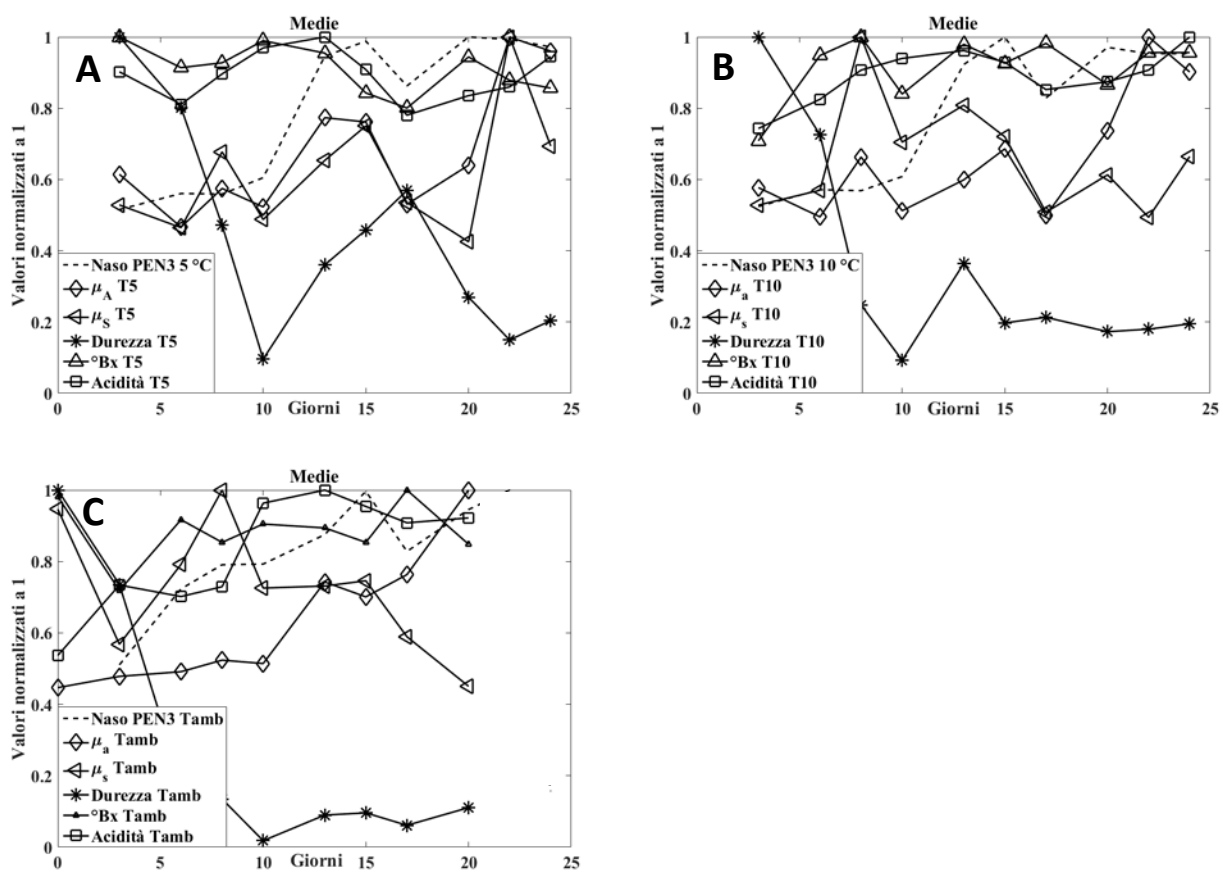 Medie
A
Valori normalizzati a 1
1
0.8
0.6
0.4
0.2
0
Naso PEN3 5 °C
μA T5
μS T5
Durezza T5
°Bx T5
Acidità T5
0 5 10 15 20 25
Giorni
Medie
B
Valori normalizzati a 1
1
0.8
0.6
0.4
0.2
0
Naso PEN3 10 °C
μa T10
μs T10
Durezza T10
°Bx T10
Acidità T10
0 5 10 15 20 25
Giorni
Medie
C
Valori normalizzati a 1
1
0.8
0.6
0.4
0.2
0
Naso PEN3 Tamb
μa Tamb
μs Tamb
Durezza Tamb
°Bx Tamb
Acidità Tamb
0 5 10 15 20 25
Giorni